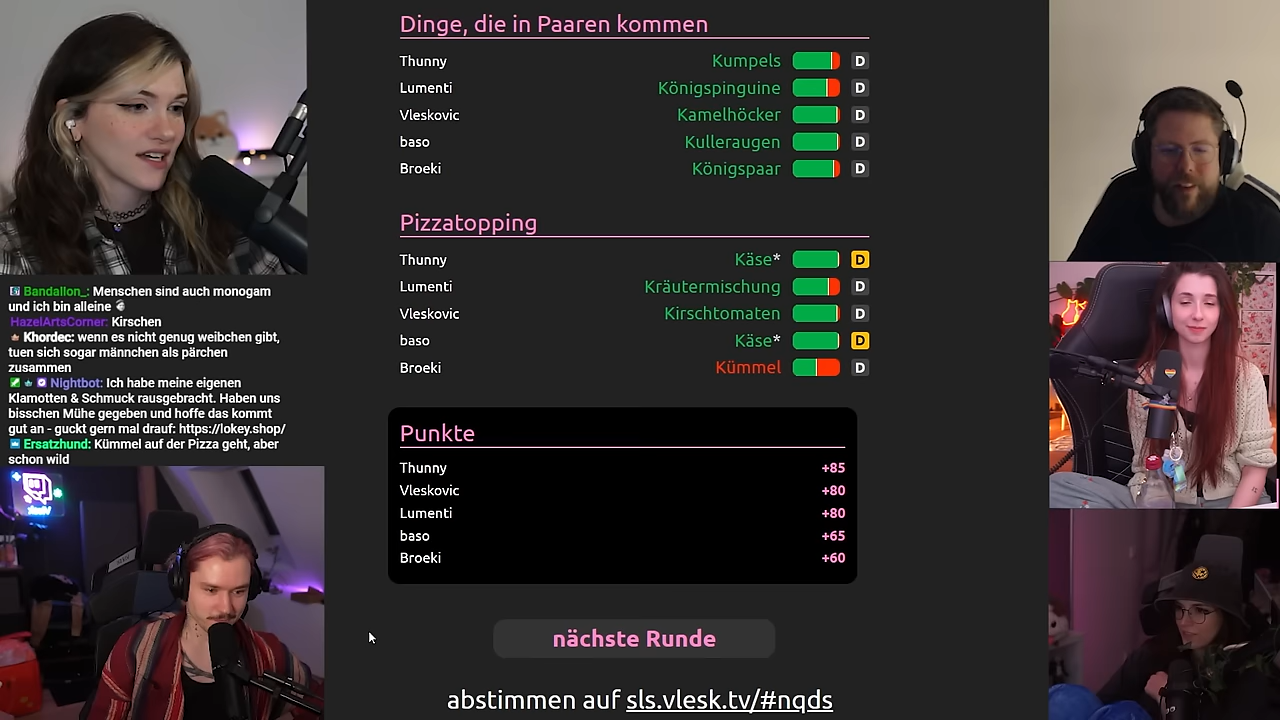 Dinge, die in Paaren kommen
Thunny Kumpels D
Lumenti Königspinguine D
Vleskovic Kamelhöcker D
baso Kulleraugen D
Broeki Königspaar D
Pizzatopping
Thunny Käse* D
Lumenti Kräutermischung D
Vleskovic Kirschtomaten D
baso Käse* D
Broeki Kümmel D
Punkte
Thunny +85
Vleskovic +80
Lumenti +80
baso +65
Broeki +60
nächste Runde
abstimmen auf sls.vlesk.tv/#nqds
Bandallon_: Menschen sind auch monogam
und ich bin alleine
HazelArtsCorner: Kirschen
Khordec: wenn es nicht genug weibchen gibt,
tuen sich sogar männchen als pärchen
zusammen
Nightbot: Ich habe meine eigenen
Klamotten & Schmuck rausgebracht. Haben uns
bisschen Mühe gegeben und hoffe das kommt
gut an - guckt gern mal drauf: https://lokey.shop/
Ersatzhund: Kümmel auf der Pizza geht, aber
schon wild